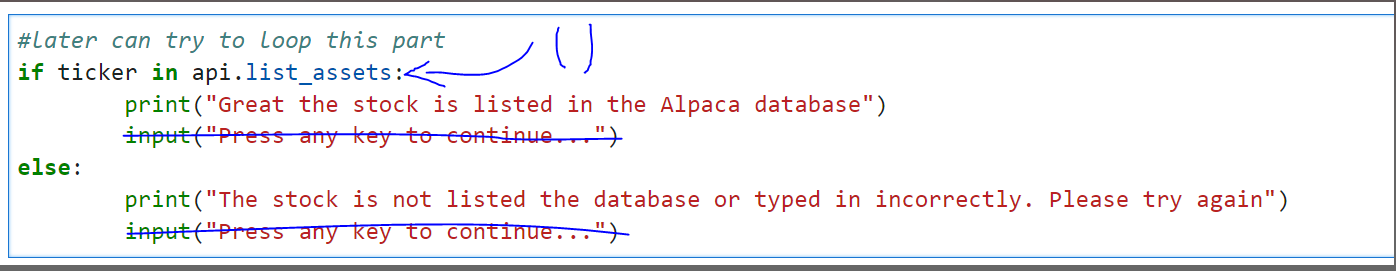 #later can try to loop this part
if ticker in api.list_assets: ()
print("Great the stock is listed in the Alpaca database")
input("Press any key to continue...")
else:
print("The stock is not listed the database or typed in incorrectly. Please try again")
input("Press any key to continue...")